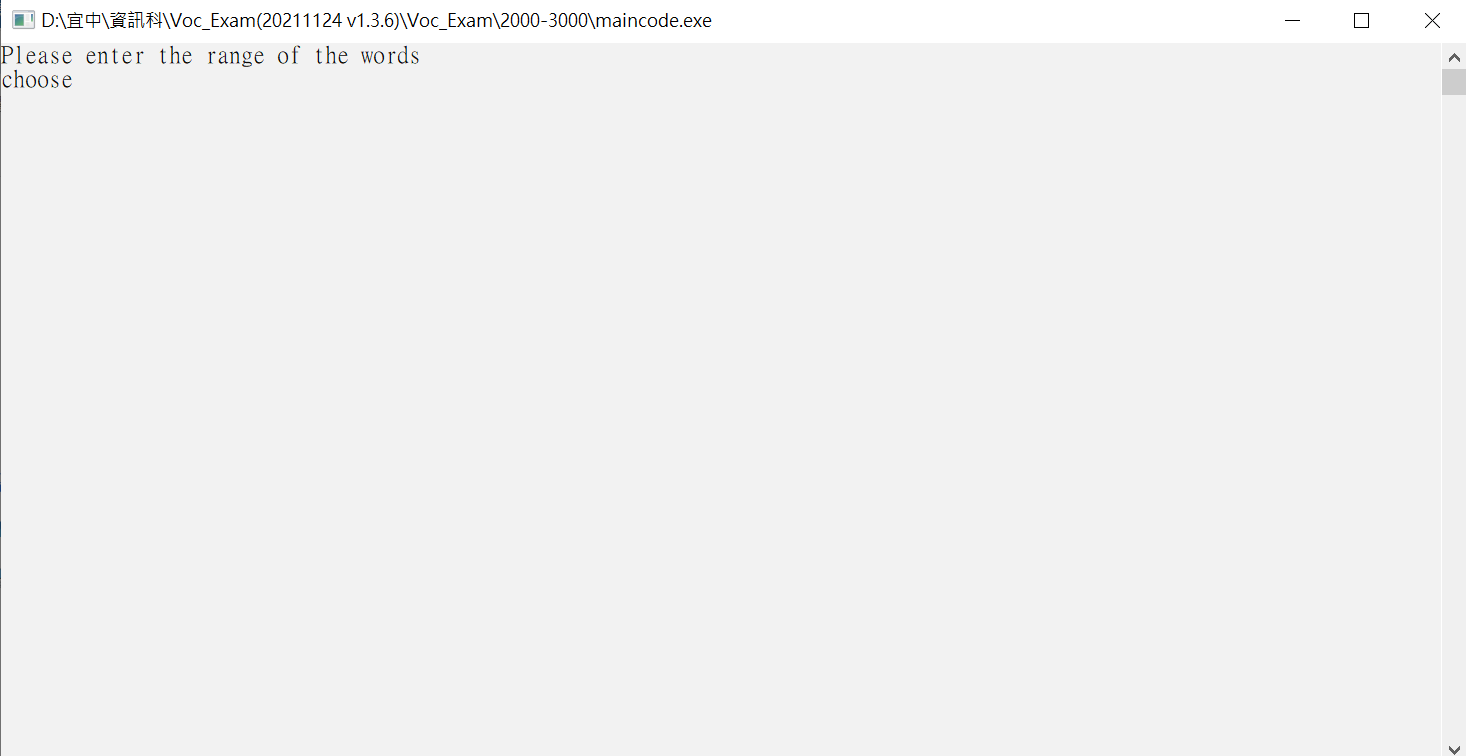 D:\宜中\資訊科\Voc_Exam(20211124 v1.3.6)\Voc_Exam\2000-3000\maincode.exe
Please enter the range of the words
choose